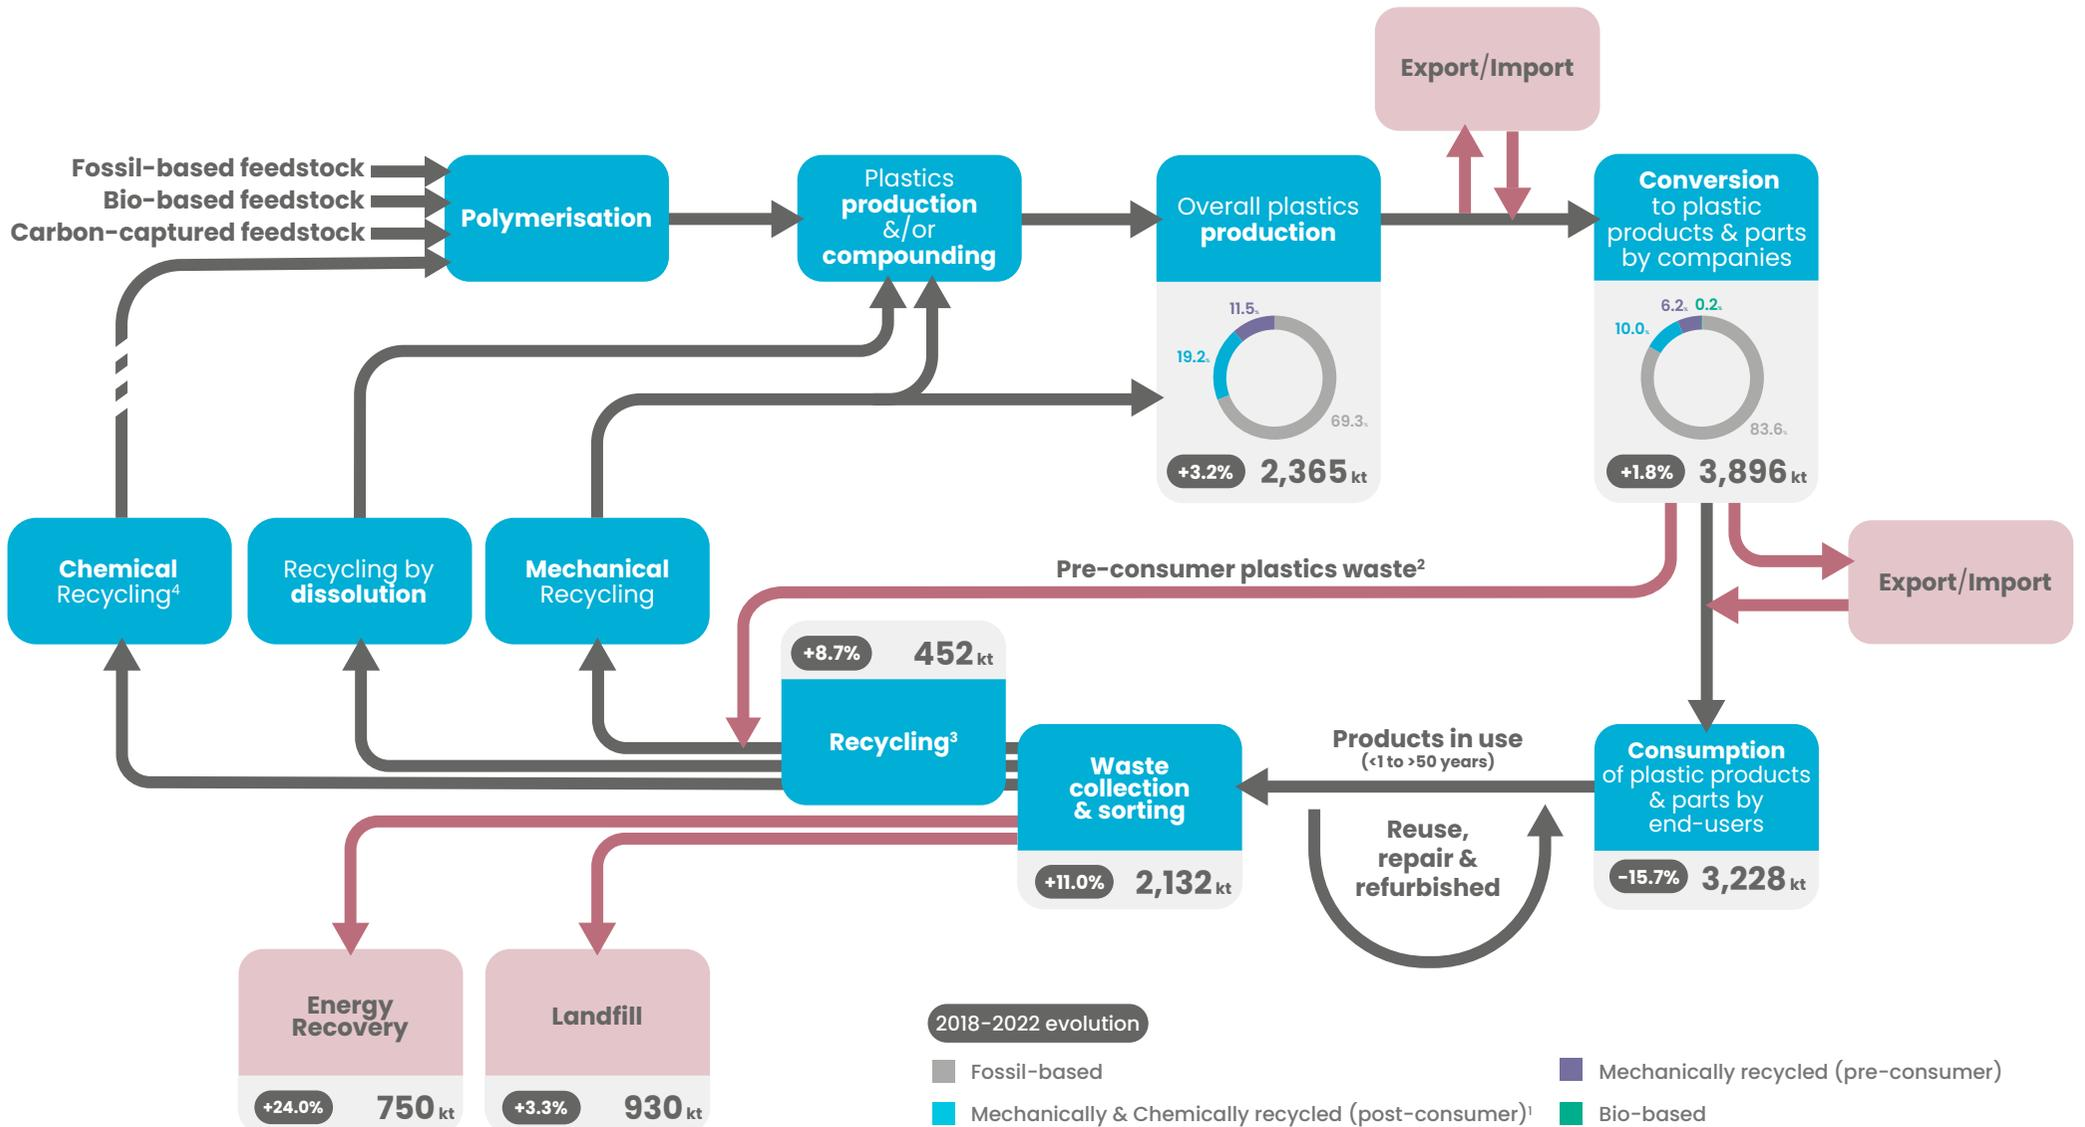 Export/Import
Fossil-based feedstock
Bio-based feedstock
Carbon-captured feedstock
Polymerisation
Plastics
production
&/or
compounding
Overall plastics
production
Conversion
to plastic
products & parts
by companies
11.5%
19.2%
69.3%
+3.2% 2,365 kt
6.2% 0.2%
10.0%
83.6%
+1.8% 3,896 kt
Chemical
Recycling4
Recycling by
dissolution
Mechanical
Recycling
Pre-consumer plastics waste2
Export/Import
+8.7% 452 kt
Recycling3
Waste
collection
& sorting
+11.0% 2,132 kt
Products in use
(<1 to >50 years)
Reuse,
repair &
refurbished
Consumption
of plastic products
& parts by
end-users
-15.7% 3,228 kt
Energy
Recovery
+24.0% 750 kt
Landfill
+3.3% 930 kt
2018-2022 evolution
Fossil-based
Mechanically & Chemically recycled (post-consumer)1
Mechanically recycled (pre-consumer)
Bio-based